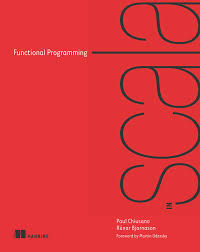 Functional Programming
IN
Scala
Paul Chiusano
Rúnar Bjarnason
Foreword by Martin Odersky
MANNING